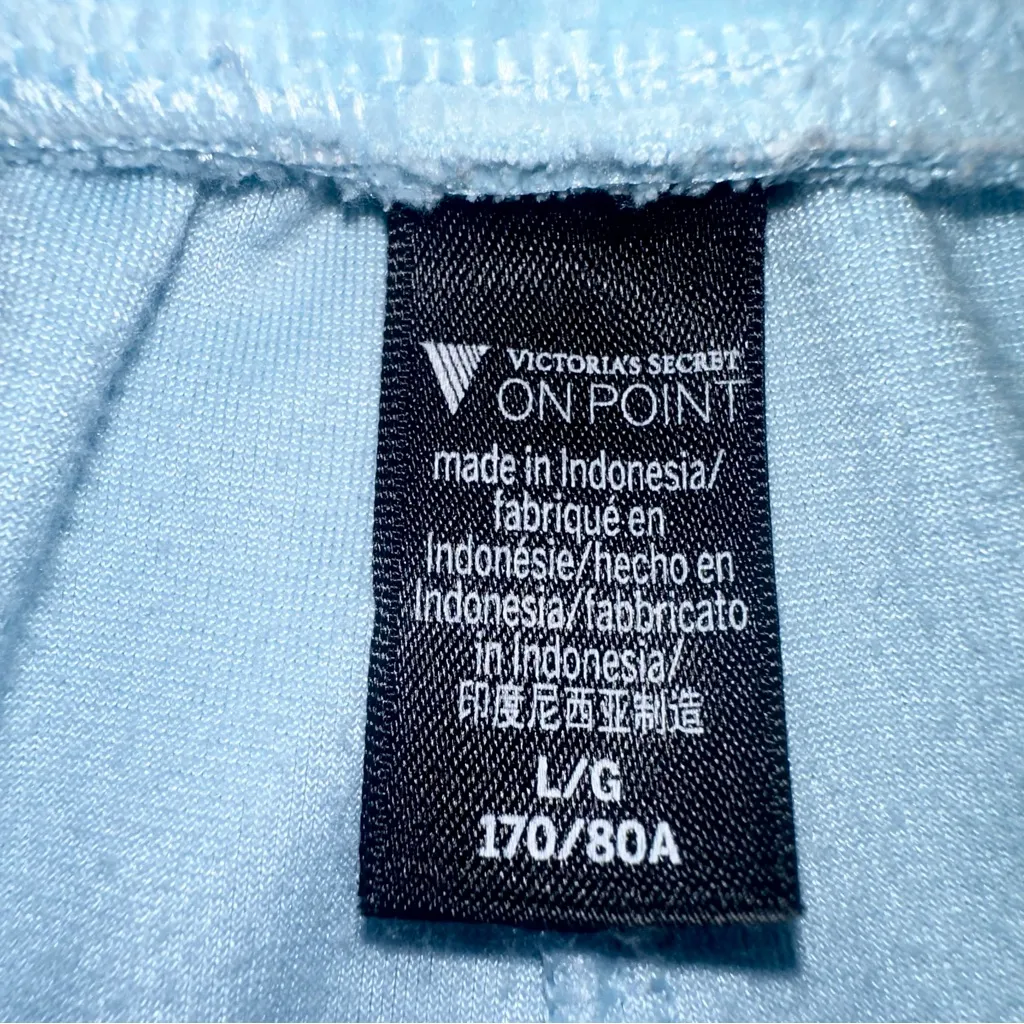 VICTORIA'S SECRET
ON POINT
made in Indonesia/
fabriqué en
Indonésie/hecho en
Indonesia/fabbricato
in Indonesia/
印度尼西亚制造
L/G
170/80A